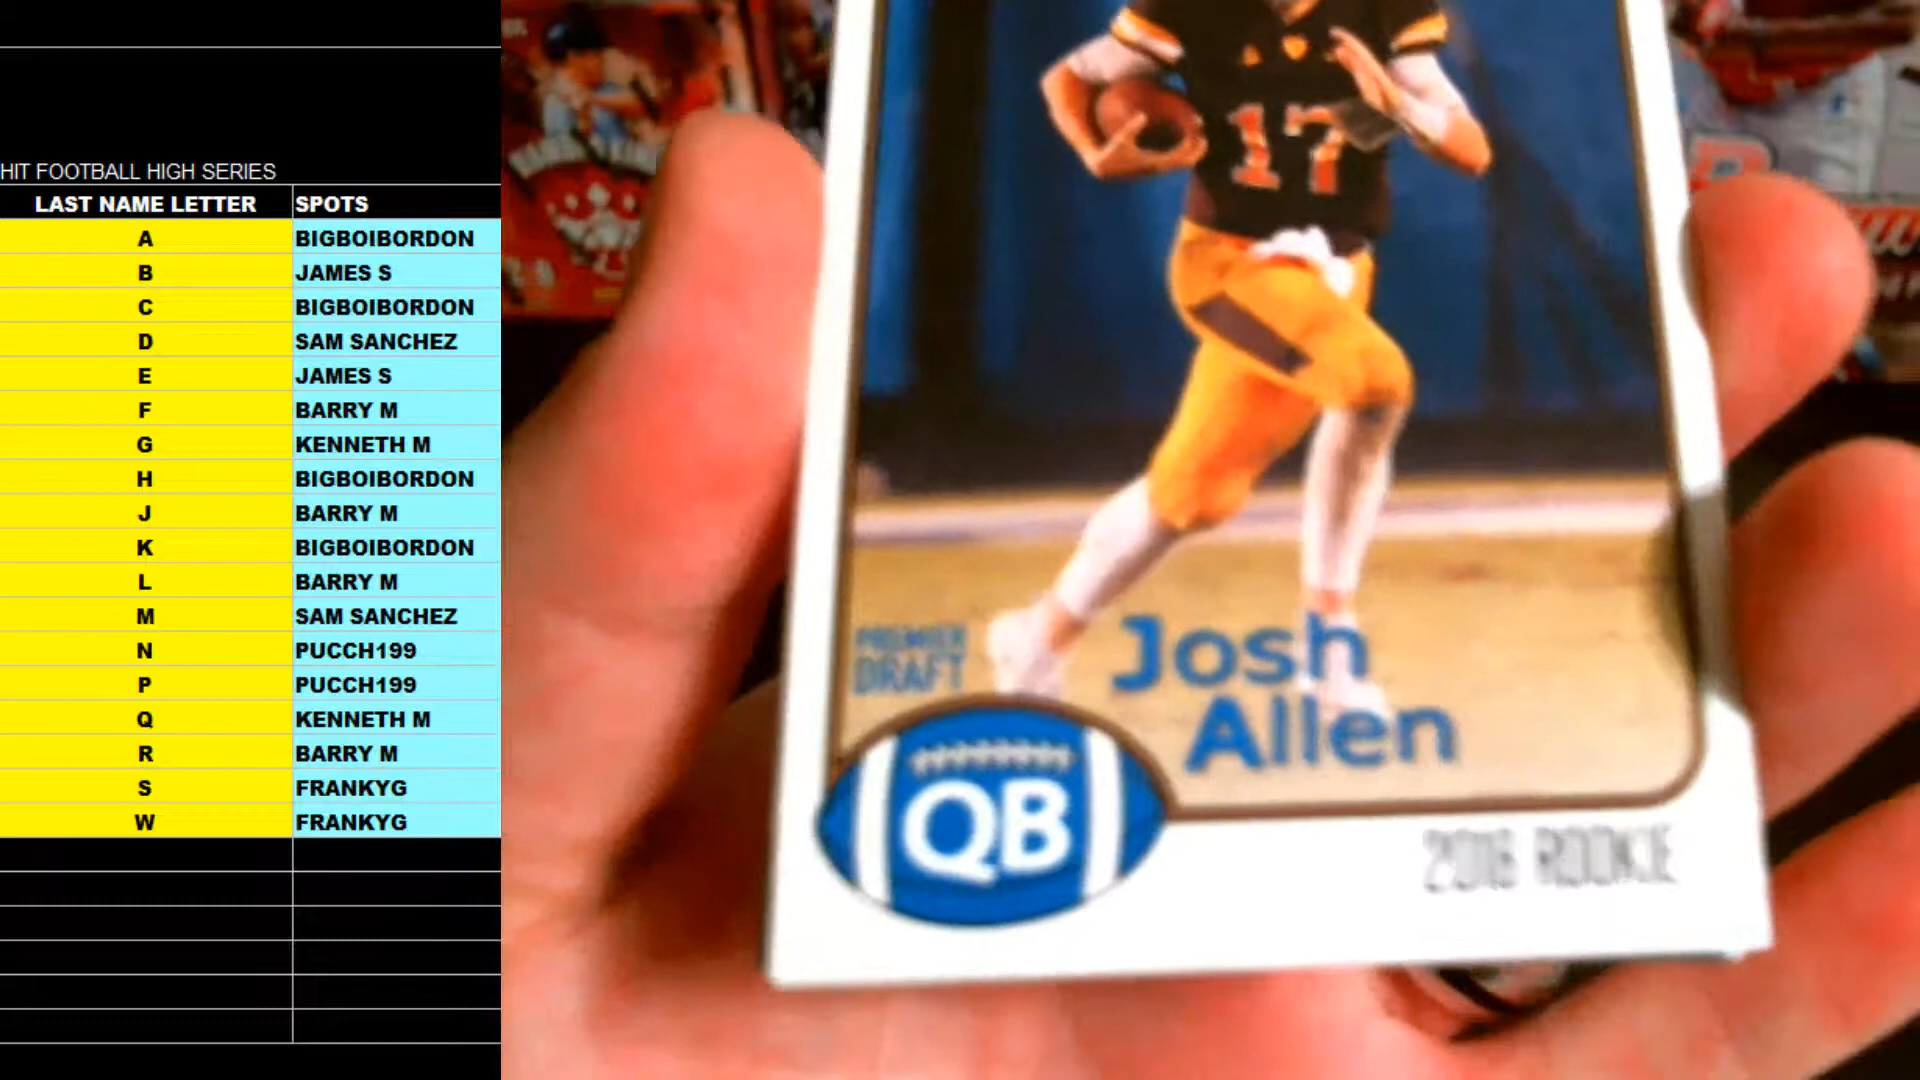 HIT FOOTBALL HIGH SERIES
LAST NAME LETTER SPOTS
A BIGBOIBORDON
B JAMES S
C BIGBOIBORDON
D SAM SANCHEZ
E JAMES S
F BARRY M
G KENNETH M
H BIGBOIBORDON
J BARRY M
K BIGBOIBORDON
L BARRY M
M SAM SANCHEZ
N PUCCH199
P PUCCH199
Q KENNETH M
R BARRY M
S FRANKYG
W FRANKYG
17
PREMIER
DRAFT
Josh
Allen
QB
2018 ROOKIE